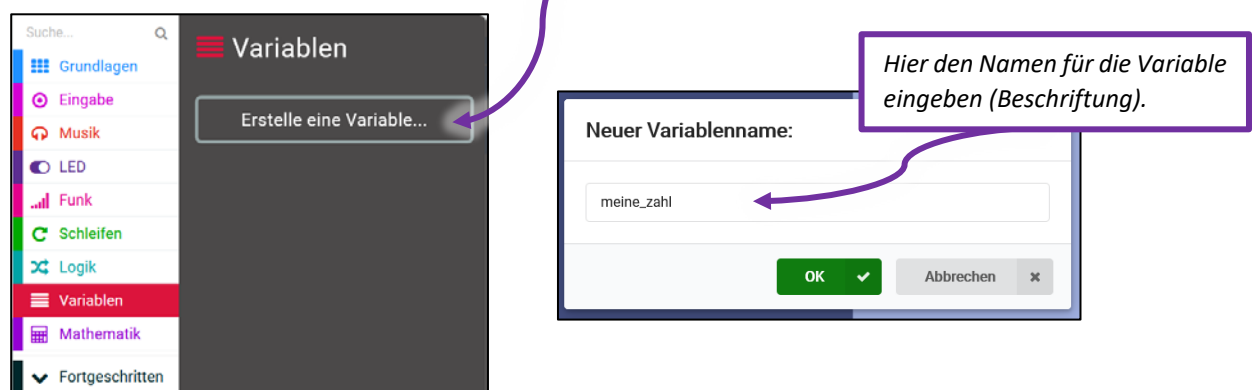 Suche...
Grundlagen
Eingabe
Musik
LED
Funk
Schleifen
Logik
Variablen
Mathematik
Fortgeschritten
Variablen
Erstelle eine Variable...
Hier den Namen für die Variable
eingeben (Beschriftung).
Neuer Variablenname:
meine_zahl
OK
Abbrechen